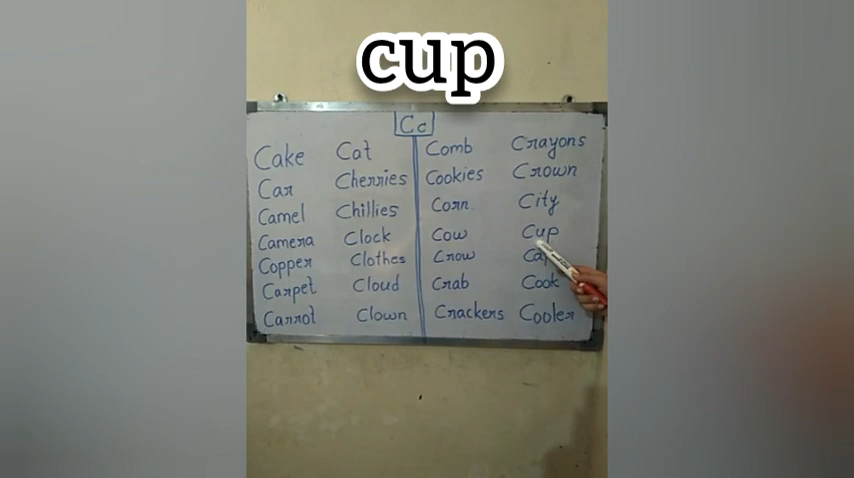 cup
Cc
Cake Cat Comb Crayons
Car Cherries Cookies Crown
Camel Chillies Corn. City
Camera Clock Cow Cup
Copper Clothes Crow
Carpet Cloud Crab Cook
Carrot Clown Crackers Cooler